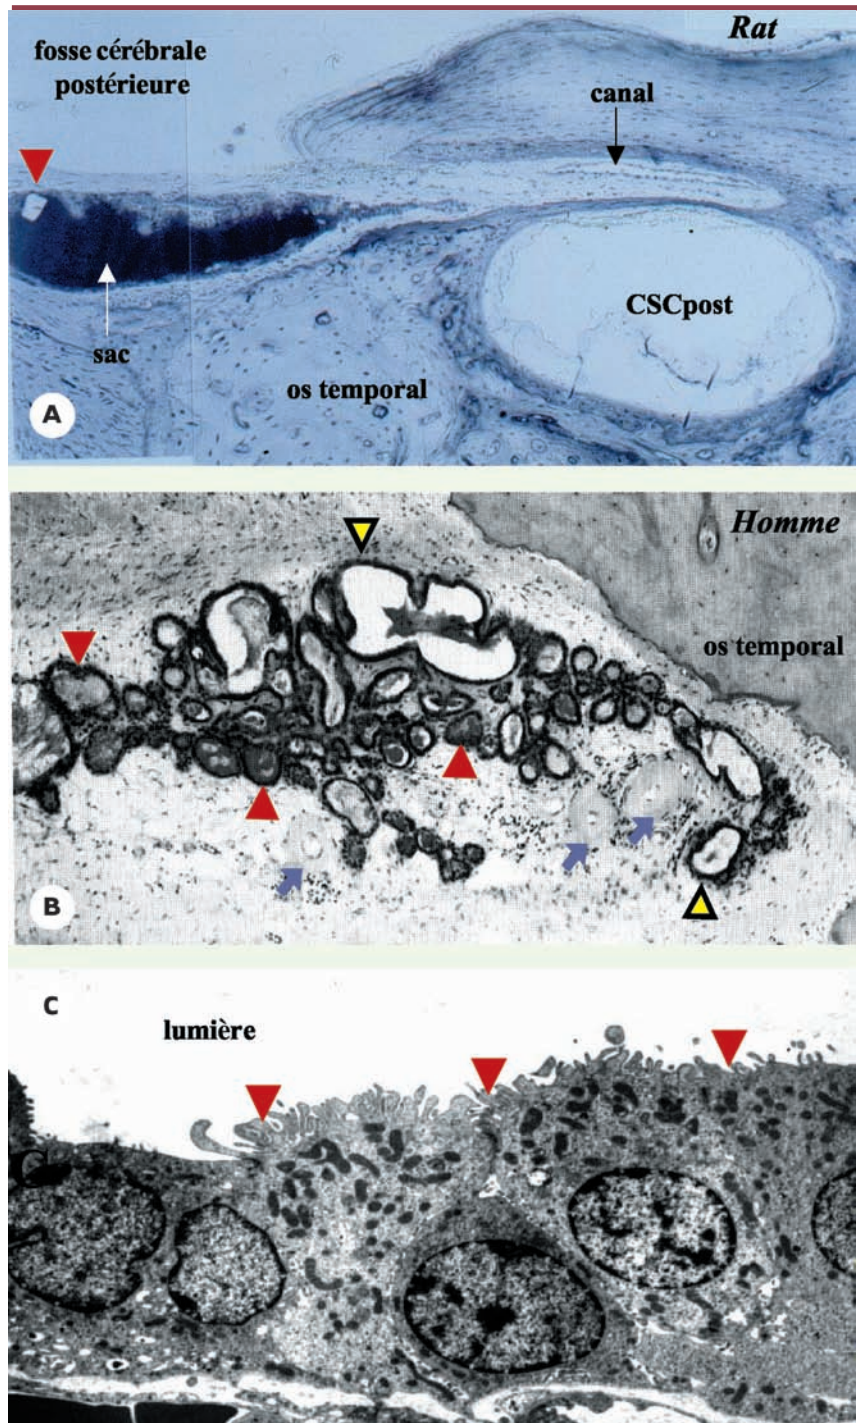 Rat
fosse cérébrale
postérieure
canal
CSCpost
sac
os temporal
A
Homme
os temporal
B
C
lumière